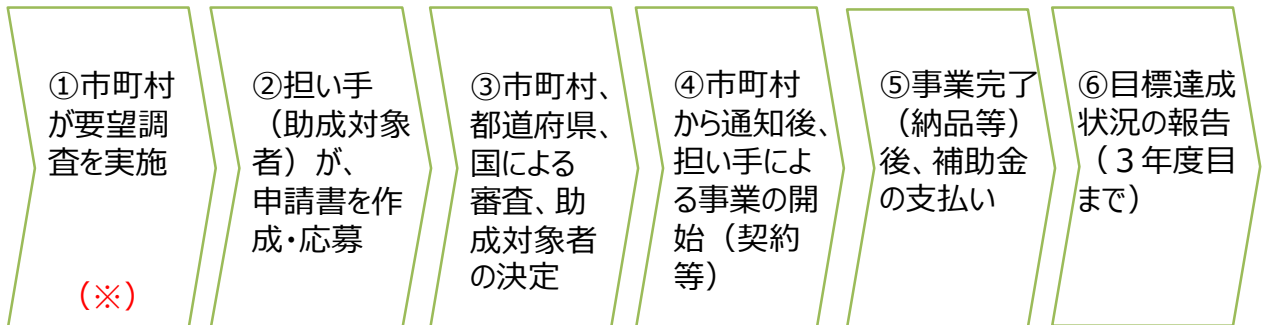 ①市町村
が要望調
査を実施
（※）
②担い手
（助成対象
者）が、
申請書を作
成・応募
③市町村、
都道府県、
国による
審査、助
成対象者
の決定
④市町村
から通知後、
担い手によ
る事業の開
始（契約
等）
⑤事業完了
（納品等）
後、補助金
の支払い
⑥目標達成
状況の報告
（３年度目
まで）